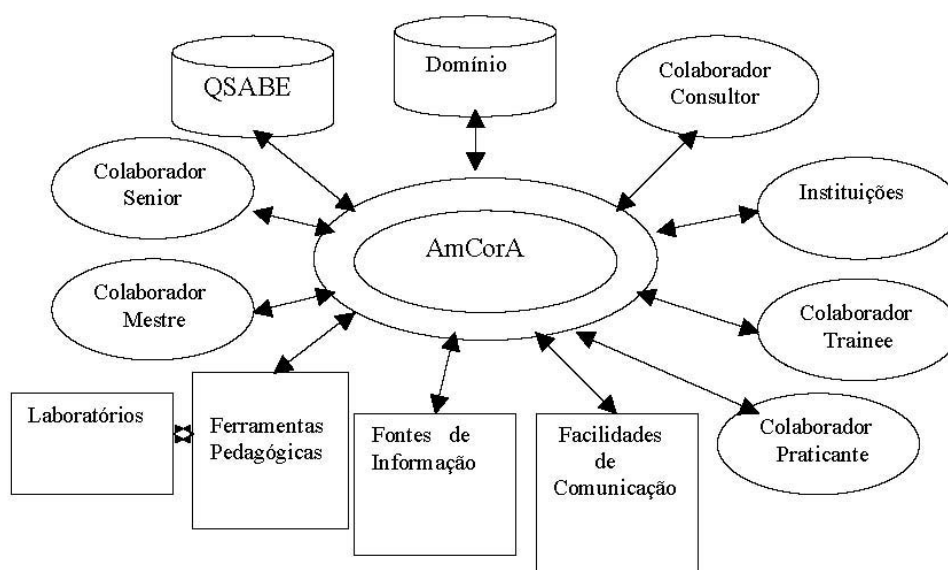 QSABE
Domínio
Colaborador
Consultor
Colaborador
Senior
Instituições
AmCorA
Colaborador
Mestre
Colaborador
Trainee
Laboratórios
Ferramentas
Pedagógicas
Fontes de
Informação
Facilidades
de
Comunicação
Colaborador
Praticante